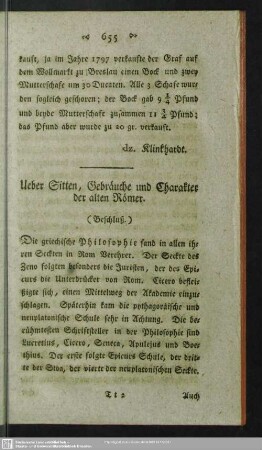 655
kauft, ja im Jahre 1797 verkaufte der Graf auf
dem Wollmarkt zu Breslau einen Bock und zwey
Mutterschafe um 30 Ducaten. Alle 3 Schafe wur
den sogleich geschoren; der Bock gab 9 ¾ Pfund
und beyde Mutterschafe zusammen 11 ¾ Pfund;
das Pfund aber wurde zu 20 gr. verkauft.
Klinkhardt.
Ueber Sitten, Gebräuche und Charakter
der alten Römer.
(Beschluß.)
Die griechische Philosophie fand in allen ih
ren Seckten in Rom Verehrer. Der Seckte des
Zeno folgten besonders die Juristen, der des Epi-
curs die Unterdrücker von Rom. Cicero beflei-
ßigte sich, einen Mittelweg der Akademie einzu
schlagen. Späterhin kam die pythagoräische und
neuplatonische Schule sehr in Achtung. Die be-
rühmtesten Schriftsteller in der Philosophie sind
Lucretius, Cicero, Seneca, Apulejus und Boe-
thius. Der erste folgte Epicurs Schule, der drit-
te der Stoa, der vierte der neuplatonischen Seckte.
Tt 2 Auch